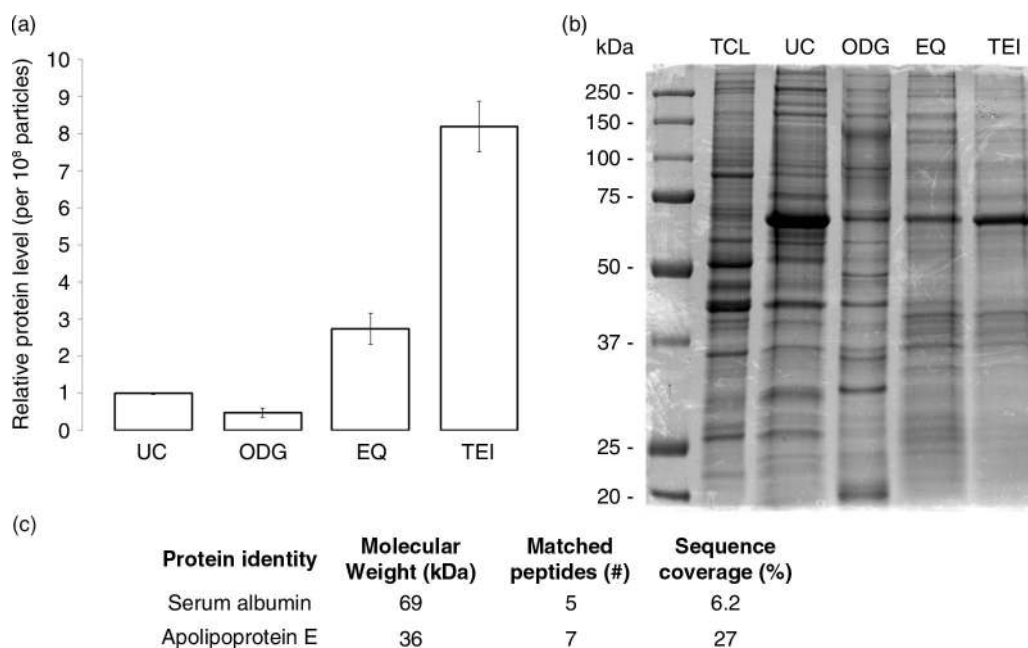 (a)
Relative protein level (per 10⁸ particles)
10
9
8
7
6
5
4
3
2
1
0
UC ODG EQ TEI
(b)
kDa TCL UC ODG EQ TEI
250 -
150 -
100 -
75 -
50 -
37 -
25 -
20 -
(c)
Protein identity Molecular Weight (kDa) Matched peptides (#) Sequence coverage (%)
Serum albumin 69 5 6.2
Apolipoprotein E 36 7 27